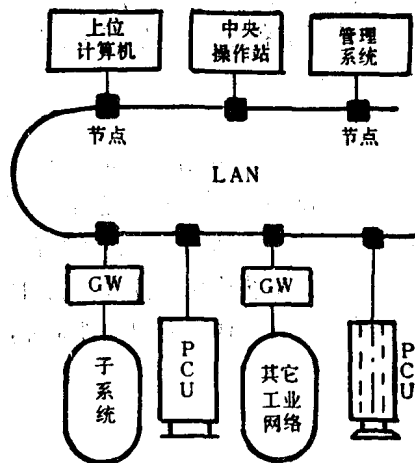 上位
计算机
中央
操作站
管理
系统
节点
节点
LAN
GW
GW
子
系
统
P
C
U
其它
工业
网络
P
C
U